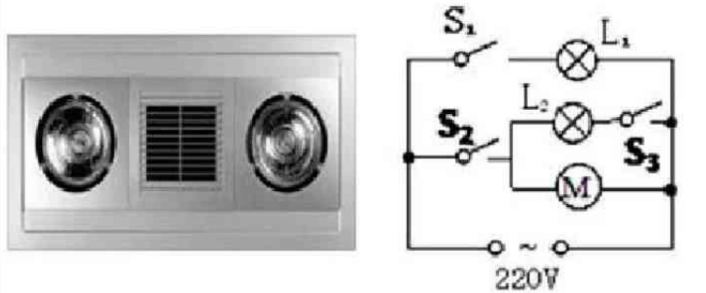 S₁
L₁
L₂
S₂
S₃
M
~
220V